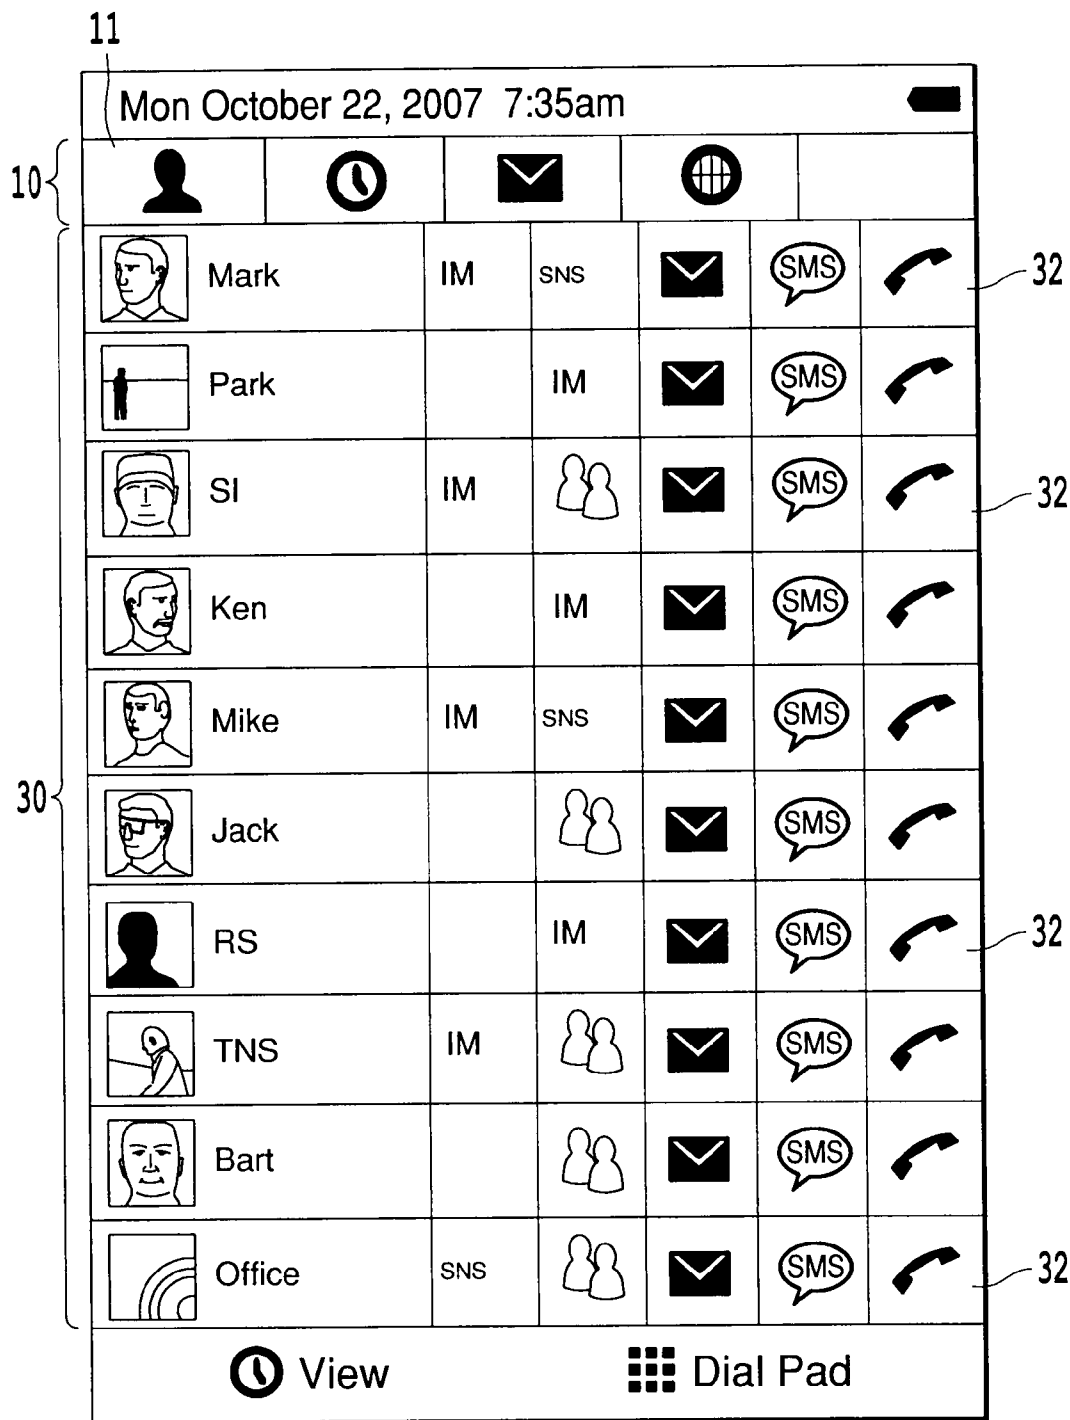 11
Mon October 22, 2007 7:35am
10
Mark IM SNS SMS 32
Park IM SMS
SI IM SMS 32
Ken IM SMS
Mike IM SNS SMS
30
Jack SMS
RS IM SMS 32
TNS IM SMS
Bart SMS
Office SNS SMS 32
View Dial Pad